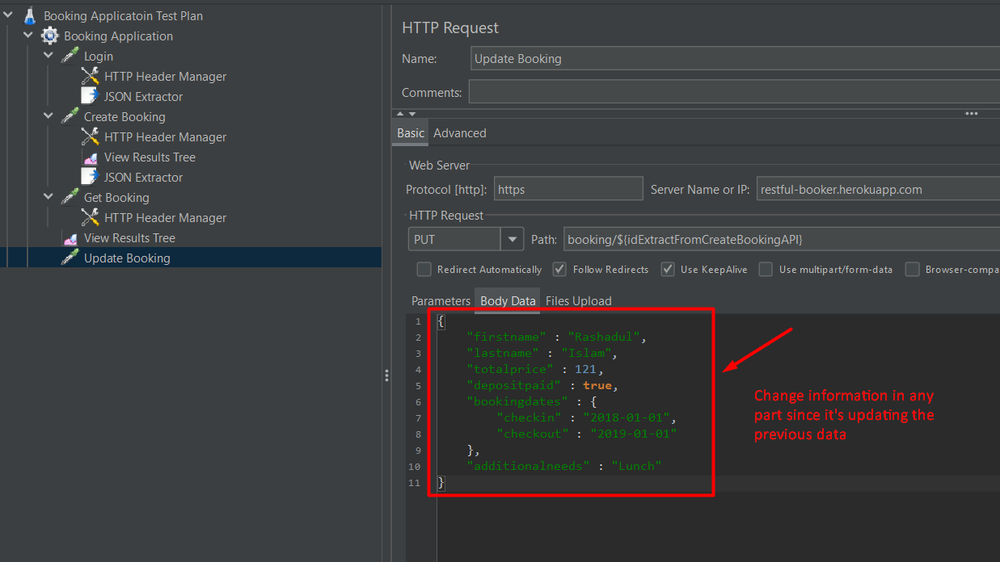 Booking Applicatoin Test Plan
Booking Application
Login
HTTP Header Manager
JSON Extractor
Create Booking
HTTP Header Manager
View Results Tree
JSON Extractor
Get Booking
HTTP Header Manager
View Results Tree
Update Booking
HTTP Request
Name: Update Booking
Comments:
Basic Advanced
Web Server
Protocol [http]: https Server Name or IP: restful-booker.herokuapp.com
HTTP Request
PUT Path: booking/${idExtractFromCreateBookingAPI}
Redirect Automatically Follow Redirects Use KeepAlive Use multipart/form-data Browser-compa
Parameters Body Data Files Upload
1 {
2 "firstname" : "Rashadul",
3 "lastname" : "Islam",
4 "totalprice" : 121,
5 "depositpaid" : true,
6 "bookingdates" : {
7 "checkin" : "2018-01-01",
8 "checkout" : "2019-01-01"
9 },
10 "additionalneeds" : "Lunch"
11 }
Change information in any
part since it's updating the
previous data